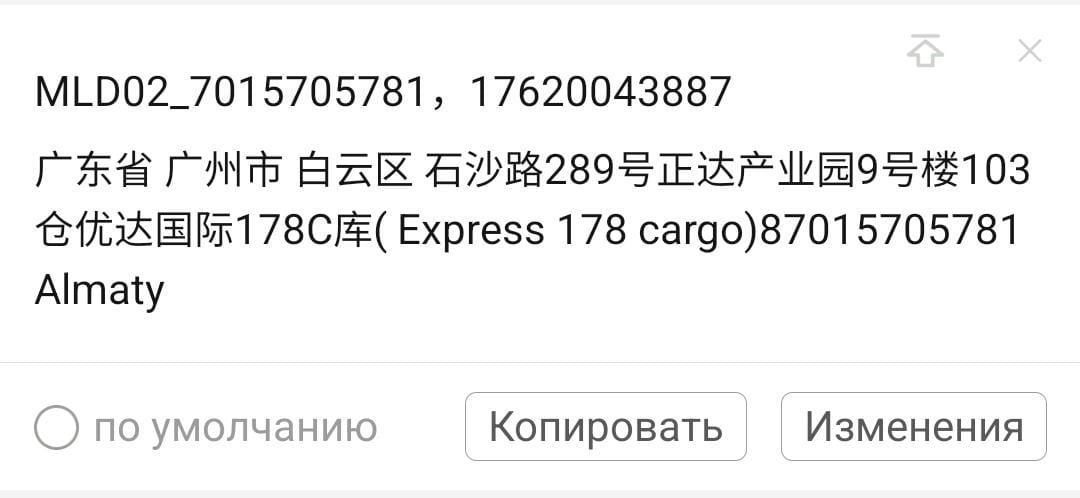 MLD02_7015705781，17620043887
广东省 广州市 白云区 石沙路289号正达产业园9号楼103
仓优达国际178C库( Express 178 cargo)87015705781
Almaty
по умолчанию
Копировать
Изменения